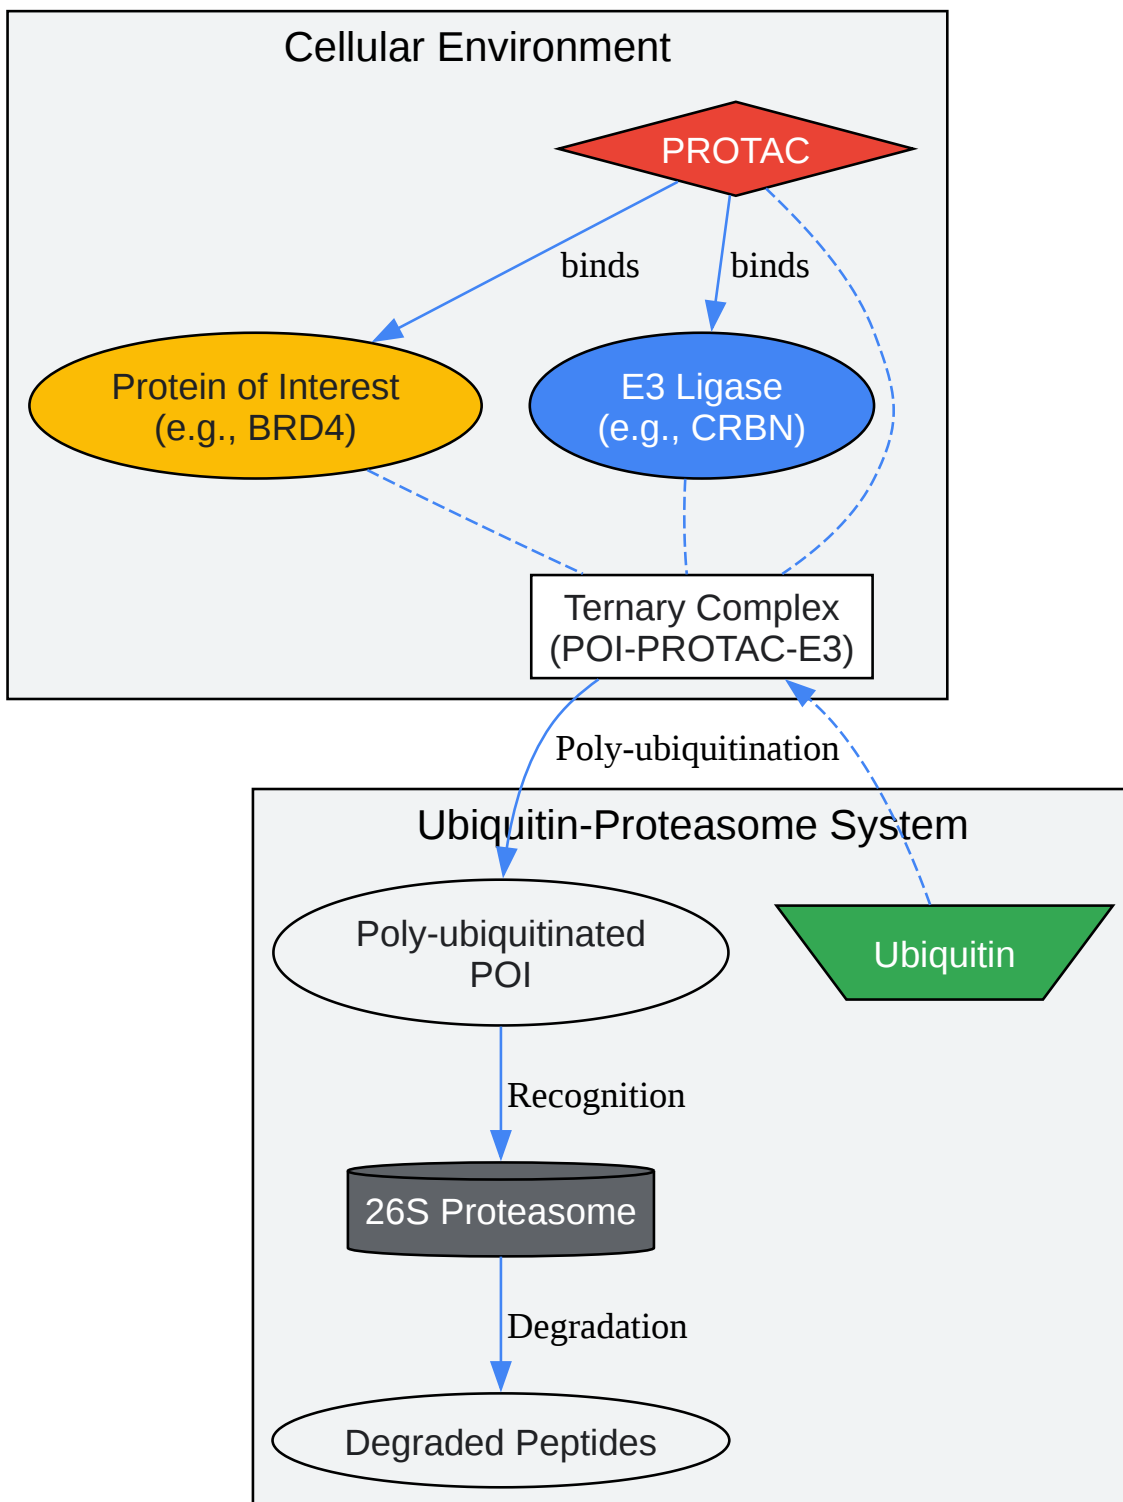 Cellular Environment
PROTAC
binds
binds
Protein of Interest
(e.g., BRD4)
E3 Ligase
(e.g., CRBN)
Ternary Complex
(POI-PROTAC-E3)
Poly-ubiquitination
Ubiquitin-Proteasome System
Poly-ubiquitinated
POI
Ubiquitin
Recognition
26S Proteasome
Degradation
Degraded Peptides